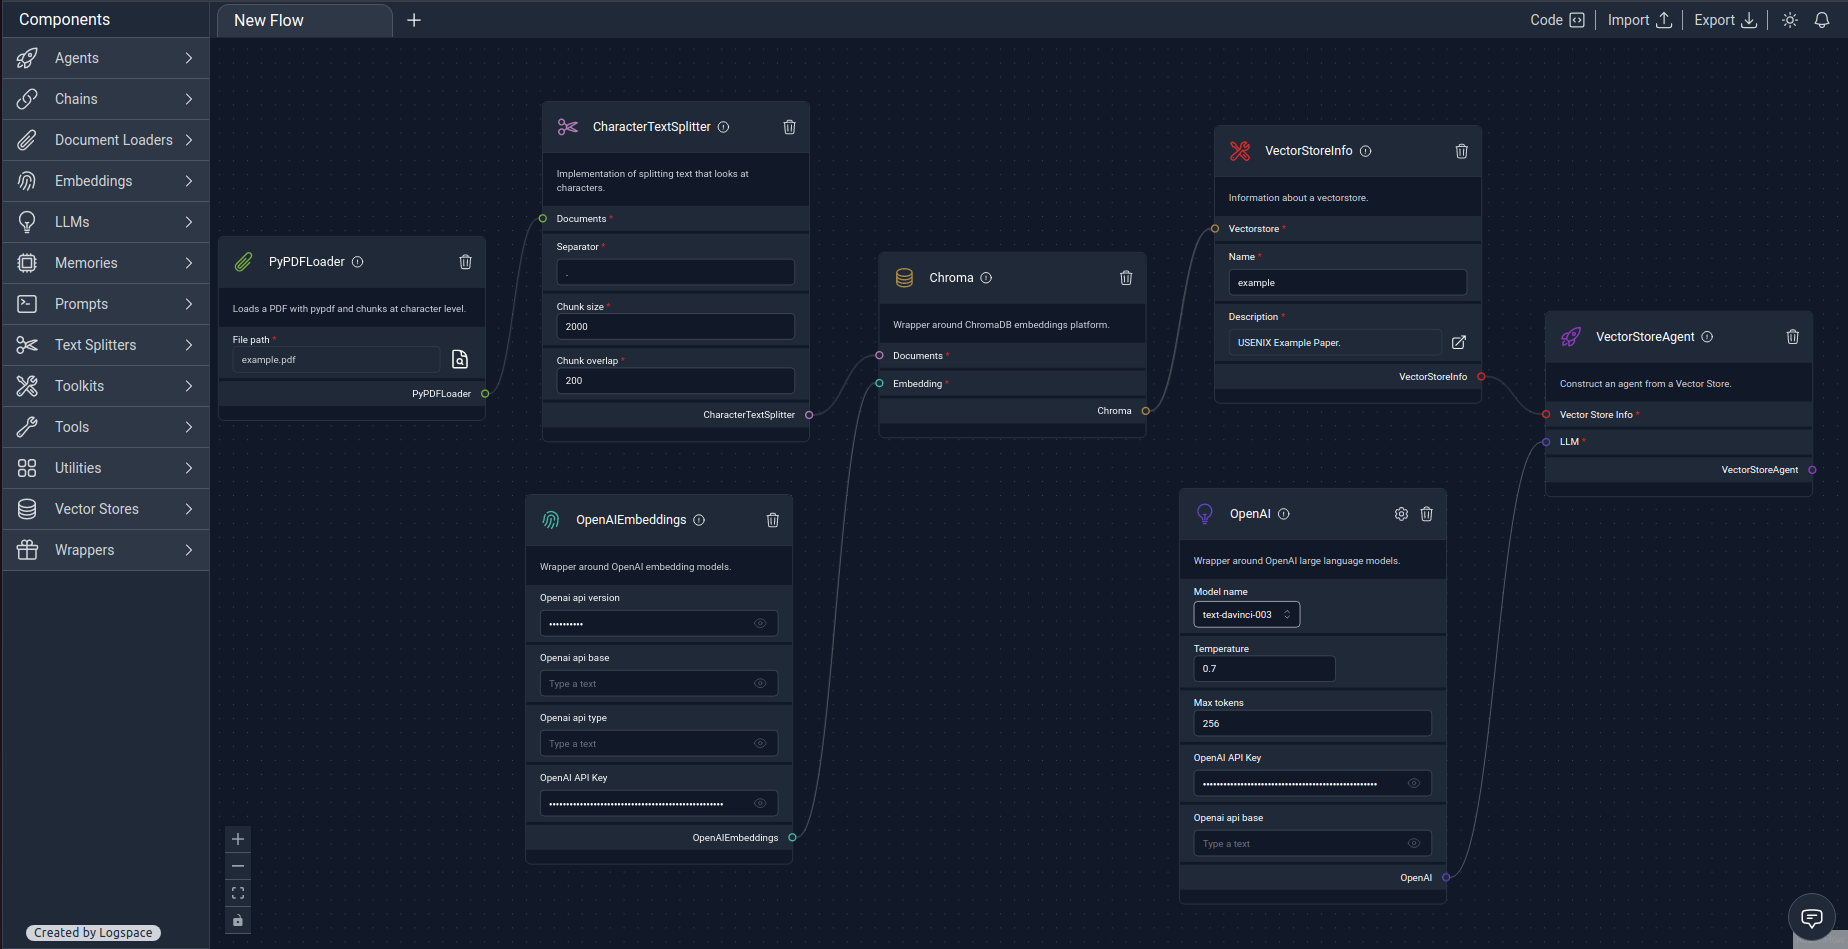 Components
New Flow
Code
Import
Export
Agents
Chains
Document Loaders
Embeddings
LLMs
Memories
Prompts
Text Splitters
Toolkits
Tools
Utilities
Vector Stores
Wrappers
Created by Logspace
PyPDFLoader
Loads a PDF with pypdf and chunks at character level.
File path *
example.pdf
PyPDFLoader
CharacterTextSplitter
Implementation of splitting text that looks at
characters.
Documents *
Separator *
.
Chunk size *
2000
Chunk overlap *
200
CharacterTextSplitter
OpenAIEmbeddings
Wrapper around OpenAI embedding models.
Openai api version
••••••••••
Openai api base
Type a text
Openai api type
Type a text
OpenAI API Key
•••••••••••••••••••••••••••••••••••••••••••••••••••
OpenAIEmbeddings
Chroma
Wrapper around ChromaDB embeddings platform.
Documents *
Embedding *
Chroma
VectorStoreInfo
Information about a vectorstore.
Vectorstore *
Name *
example
Description *
USENIX Example Paper.
VectorStoreInfo
OpenAI
Wrapper around OpenAI large language models.
Model name
text-davinci-003
Temperature
0.7
Max tokens
256
OpenAI API Key
•••••••••••••••••••••••••••••••••••••••••••••••••••
Openai api base
Type a text
OpenAI
VectorStoreAgent
Construct an agent from a Vector Store.
Vector Store Info *
LLM *
VectorStoreAgent